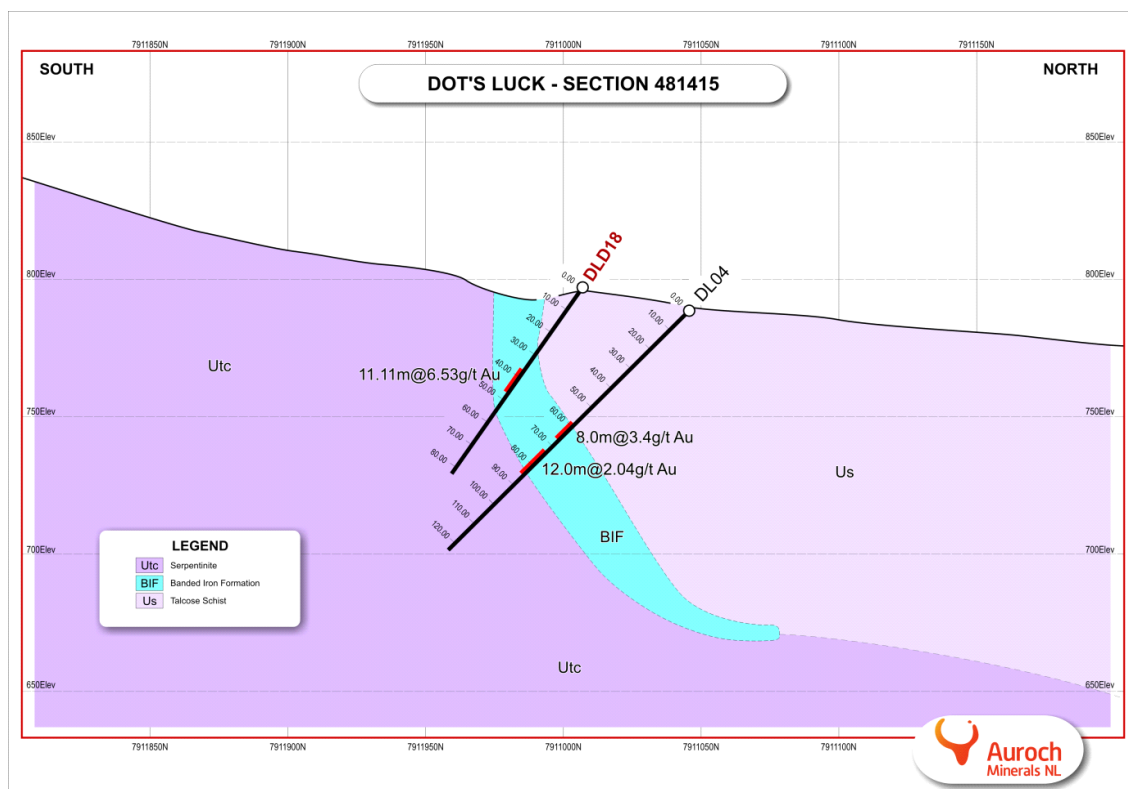 7911850N 7911900N 7911950N 7911000N 7911050N 7911100N 7911150N
SOUTH
NORTH
DOT'S LUCK - SECTION 481415
850Elev
850Elev
800Elev
800Elev
750Elev
750Elev
700Elev
700Elev
650Elev
650Elev
DLD18
0.00
10.00
20.00
30.00
40.00
50.00
60.00
70.00
80.00
DL04
0.00
10.00
20.00
30.00
40.00
50.00
60.00
70.00
80.00
90.00
100.00
110.00
120.00
Utc
11.11m@6.53g/t Au
8.0m@3.4g/t Au
12.0m@2.04g/t Au
Us
BIF
Utc
LEGEND
Utc Serpentinite
BIF Banded Iron Formation
Us Talcose Schist
7911850N 7911900N 7911950N 7911000N 7911050N 7911100N
Auroch
Minerals NL